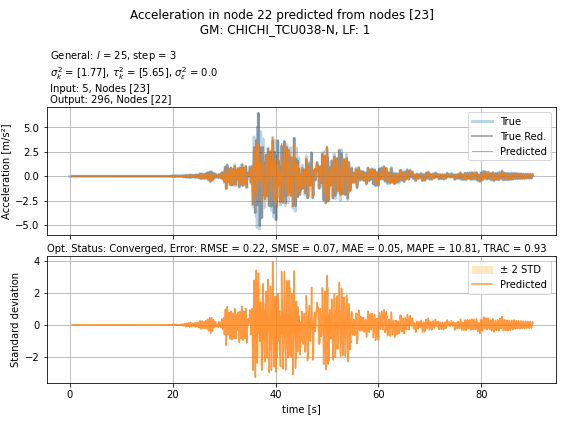 Acceleration in node 22 predicted from nodes [23]
GM: CHICHI_TCU038-N, LF: 1
General: l = 25, step = 3
σ²ₖ = [1.77], τ²ₖ = [5.65], σ²ε = 0.0
Input: 5, Nodes [23]
Output: 296, Nodes [22]
Acceleration [m/s²]
5.0
2.5
0.0
−2.5
−5.0
True
True Red.
Predicted
Opt. Status: Converged, Error: RMSE = 0.22, SMSE = 0.07, MAE = 0.05, MAPE = 10.81, TRAC = 0.93
Standard deviation
4
2
0
−2
± 2 STD
Predicted
0 20 40 60 80
time [s]